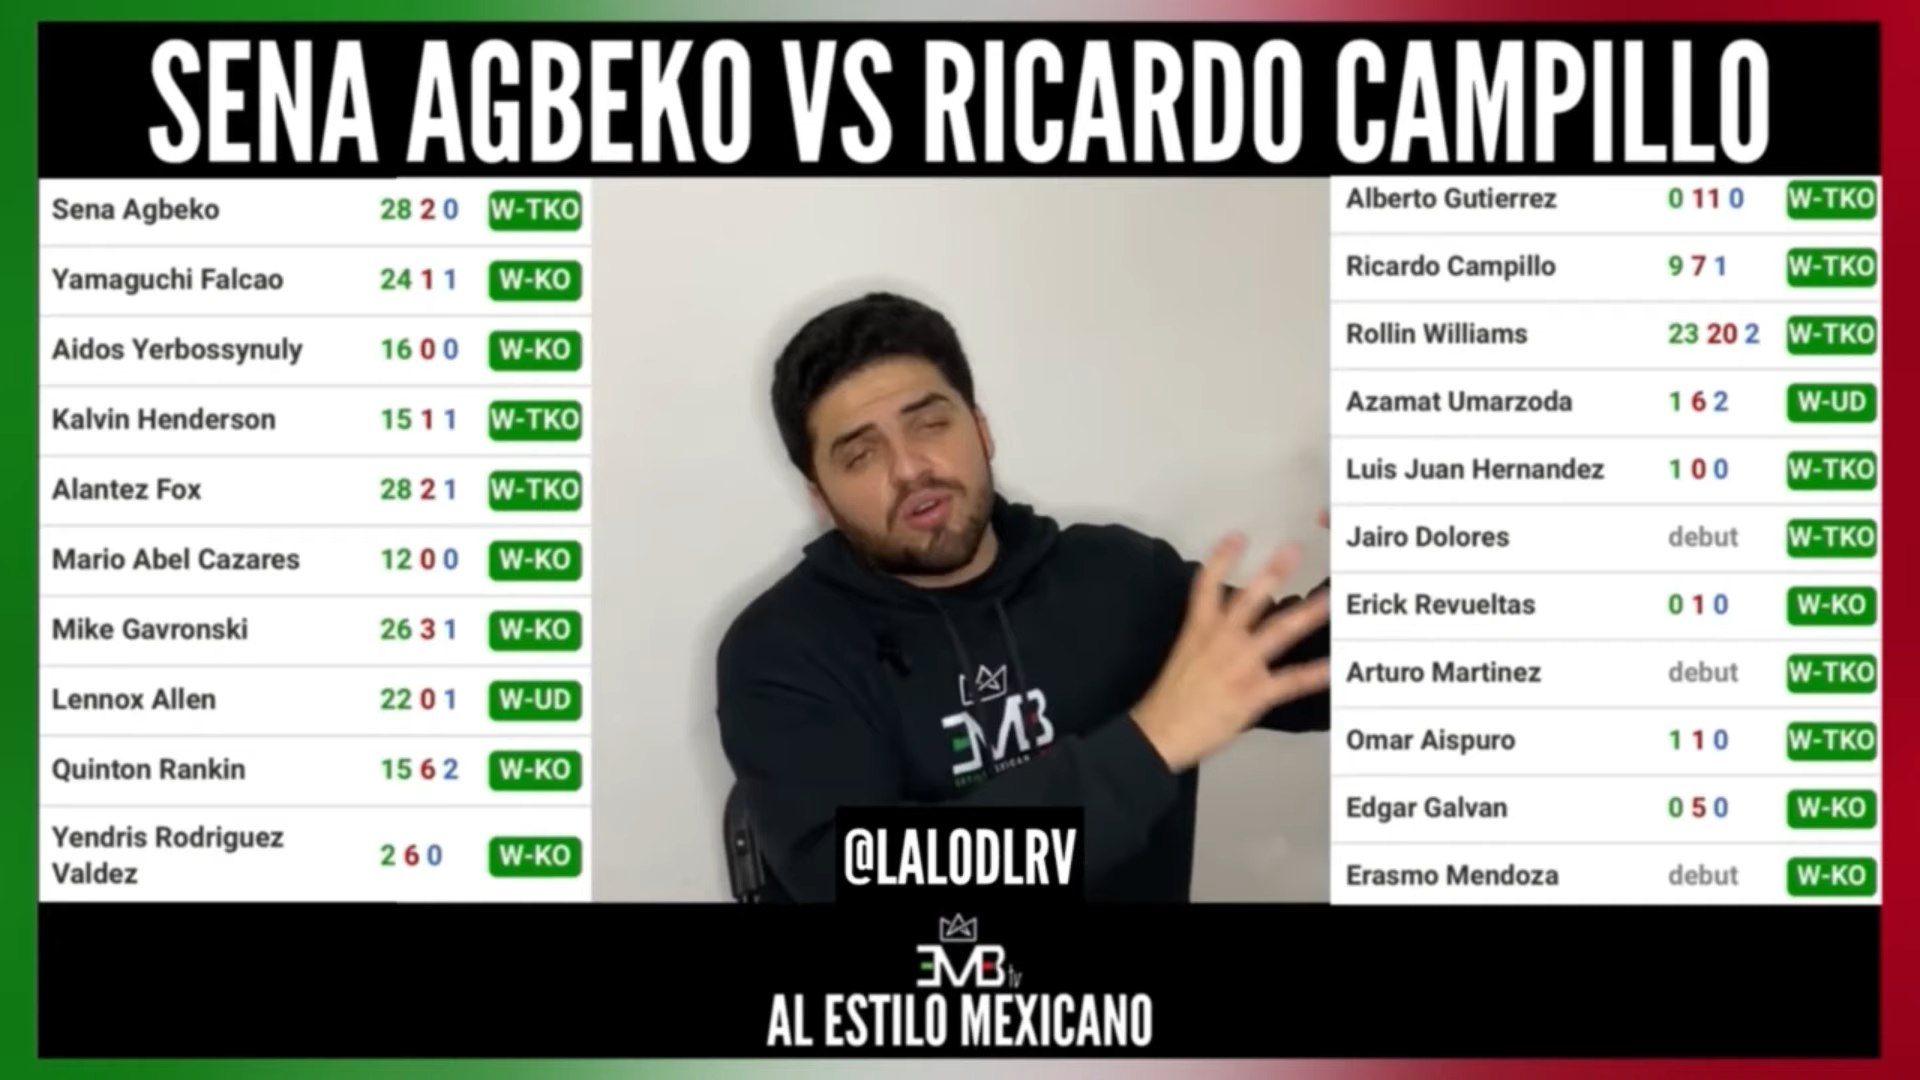 SENA AGBEKO VS RICARDO CAMPILLO
Sena Agbeko 28 2 0 W-TKO
Yamaguchi Falcao 24 1 1 W-KO
Aidos Yerbossynuly 16 0 0 W-KO
Kalvin Henderson 15 1 1 W-TKO
Alantez Fox 28 2 1 W-TKO
Mario Abel Cazares 12 0 0 W-KO
Mike Gavronski 26 3 1 W-KO
Lennox Allen 22 0 1 W-UD
Quinton Rankin 15 6 2 W-KO
Yendris Rodriguez
Valdez 2 6 0 W-KO
Alberto Gutierrez 0 11 0 W-TKO
Ricardo Campillo 9 7 1 W-TKO
Rollin Williams 23 20 2 W-TKO
Azamat Umarzoda 1 6 2 W-UD
Luis Juan Hernandez 1 0 0 W-TKO
Jairo Dolores debut W-TKO
Erick Revueltas 0 1 0 W-KO
Arturo Martinez debut W-TKO
Omar Aispuro 1 1 0 W-TKO
Edgar Galvan 0 5 0 W-KO
Erasmo Mendoza debut W-KO
EMB
@LALODLRV
EMB tv
AL ESTILO MEXICANO